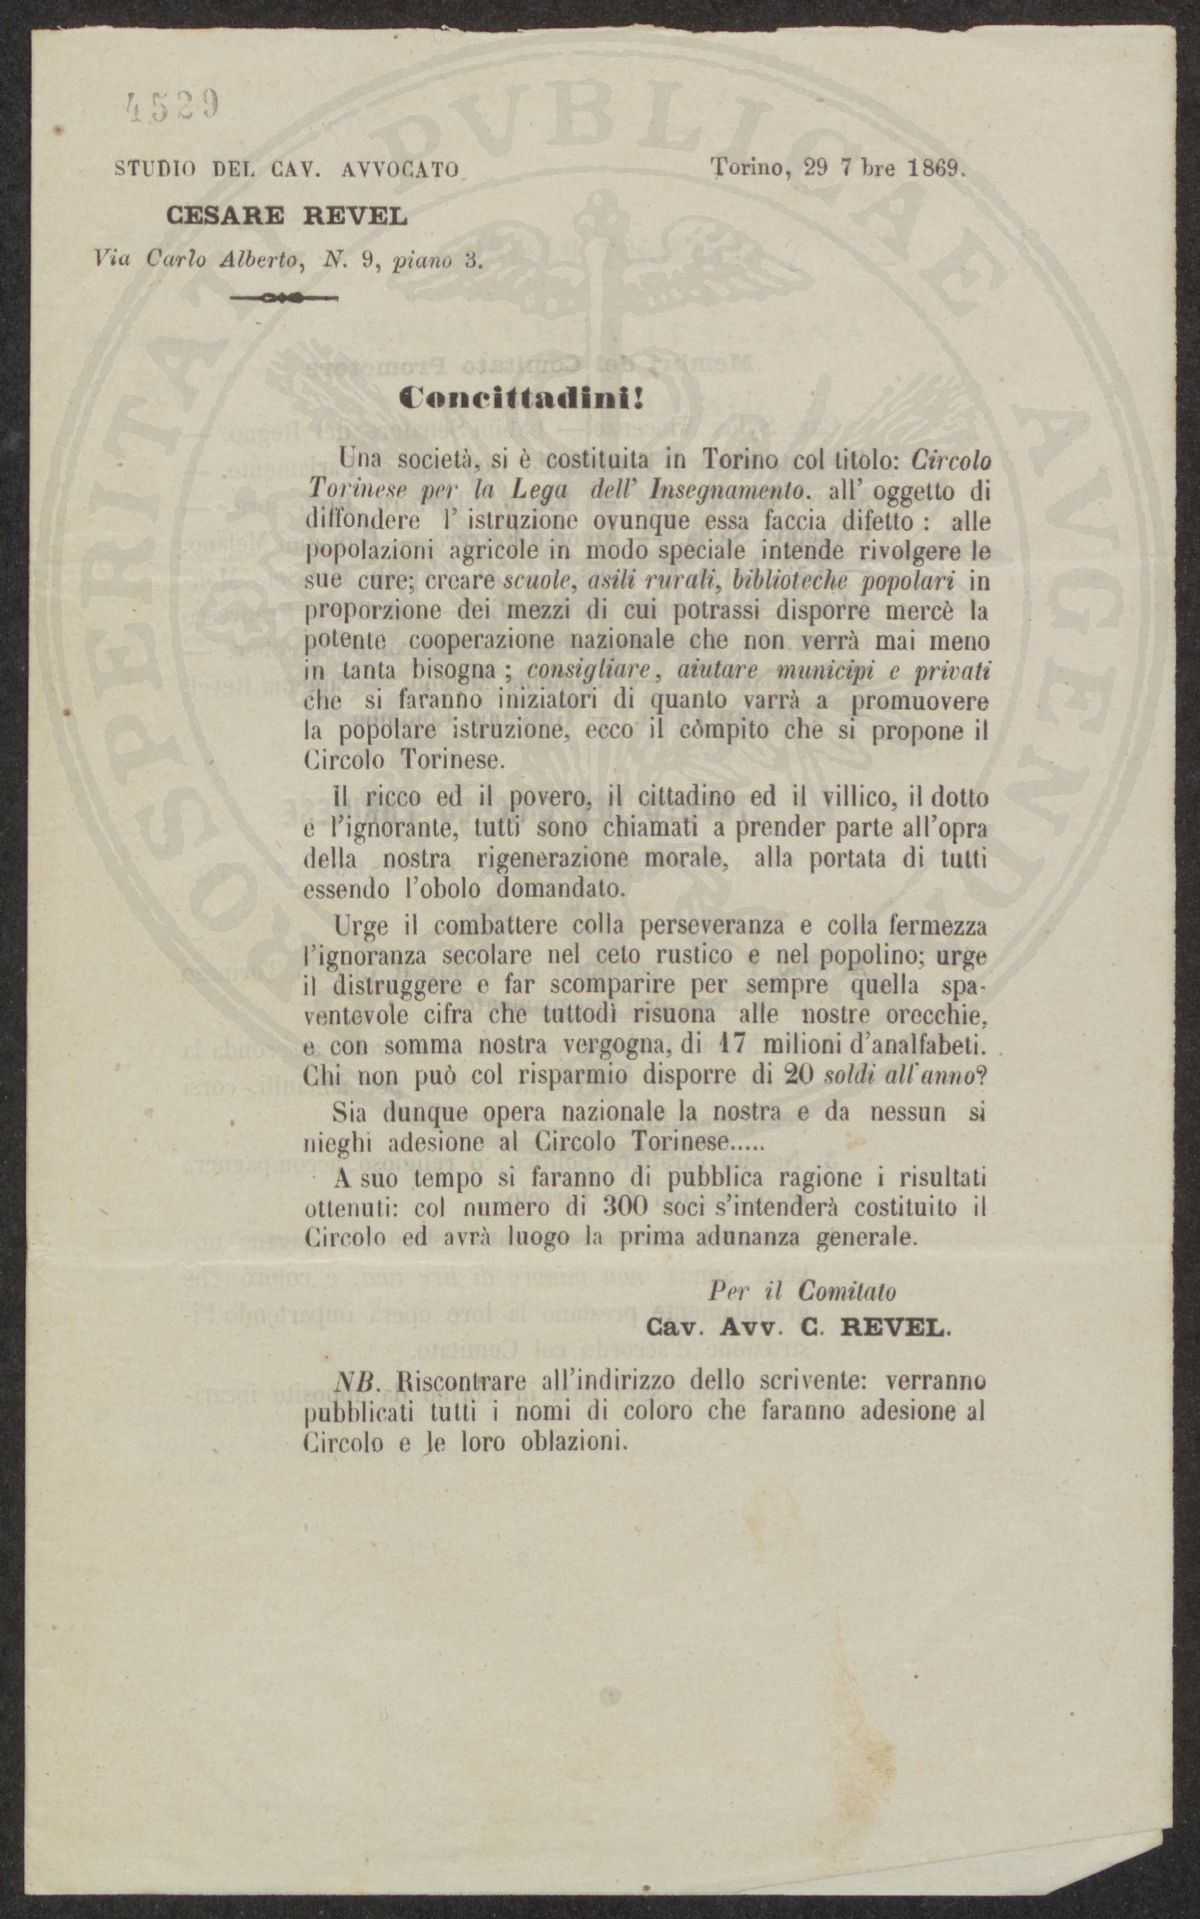 4529
STUDIO DEL CAV. AVVOCATO
CESARE REVEL
Via Carlo Alberto, N. 9, piano 3.
Torino, 29 7 bre 1869.
Concittadini!
Una società, si è costituita in Torino col titolo: Circolo
Torinese per la Lega dell' Insegnamento. all' oggetto di
diffondere l' istruzione ovunque essa faccia difetto : alle
popolazioni agricole in modo speciale intende rivolgere le
sue cure; creare scuole, asili rurali, biblioteche popolari in
proporzione dei mezzi di cui potrassi disporre mercè la
potente cooperazione nazionale che non verrà mai meno
in tanta bisogna ; consigliare, aiutare municipi e privati
che si faranno iniziatori di quanto varrà a promuovere
la popolare istruzione, ecco il còmpito che si propone il
Circolo Torinese.
Il ricco ed il povero, il cittadino ed il villico, il dotto
e l'ignorante, tutti sono chiamati a prender parte all'opra
della nostra rigenerazione morale, alla portata di tutti
essendo l'obolo domandato.
Urge il combattere colla perseveranza e colla fermezza
l'ignoranza secolare nel ceto rustico e nel popolino; urge
il distruggere e far scomparire per sempre quella spa-
ventevole cifra che tuttodì risuona alle nostre orecchie,
e con somma nostra vergogna, di 17 milioni d'analfabeti.
Chi non può col risparmio disporre di 20 soldi all'anno?
Sia dunque opera nazionale la nostra e da nessun si
nieghi adesione al Circolo Torinese.....
A suo tempo si faranno di pubblica ragione i risultati
ottenuti: col numero di 300 soci s'intenderà costituito il
Circolo ed avrà luogo la prima adunanza generale.
Per il Comitato
Cav. Avv. C. REVEL.
NB. Riscontrare all'indirizzo dello scrivente: verranno
pubblicati tutti i nomi di coloro che faranno adesione al
Circolo e le loro oblazioni.